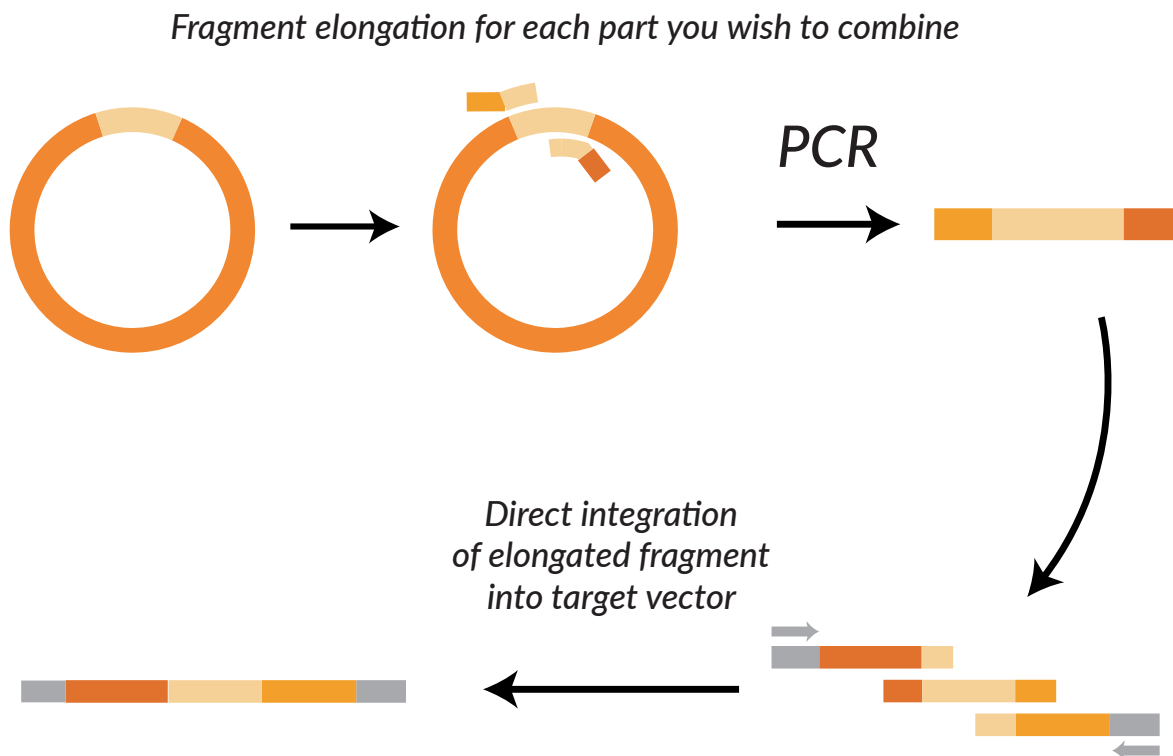 Fragment elongation for each part you wish to combine
PCR
Direct integration
of elongated fragment
into target vector